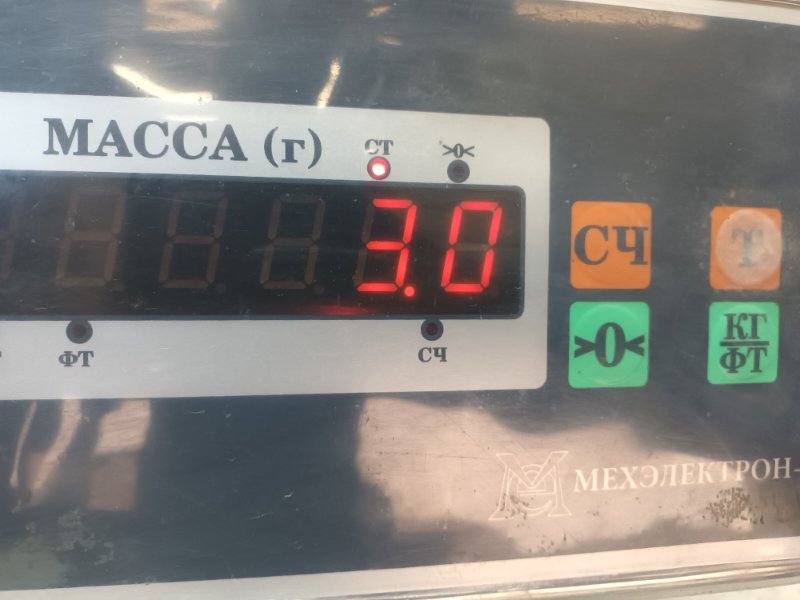 МАССА (г)
СТ >0<
3.0
ФТ СЧ
СЧ Т
>0< КГ
ФТ
МЕХЭЛЕКТРОН-